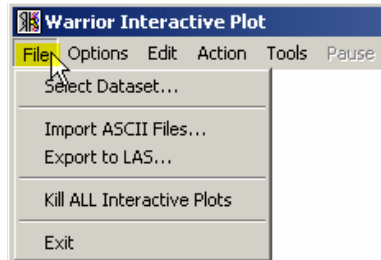 Warrior Interactive Plot
File Options Edit Action Tools Pause
Select Dataset...
Import ASCII Files...
Export to LAS...
Kill ALL Interactive Plots
Exit